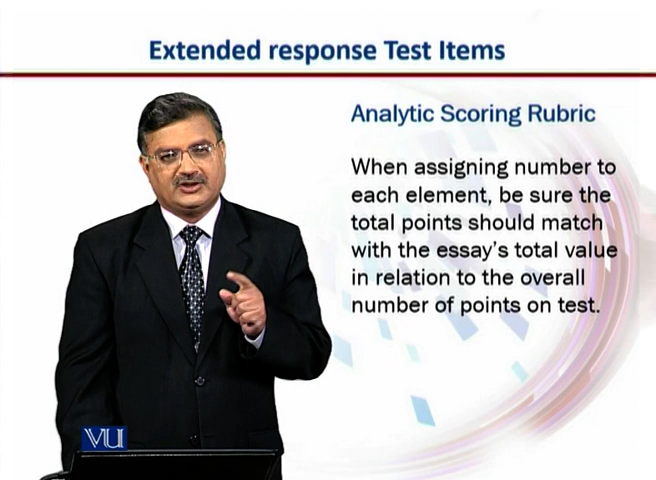 Extended response Test Items
Analytic Scoring Rubric
When assigning number to
each element, be sure the
total points should match
with the essay's total value
in relation to the overall
number of points on test.
VU